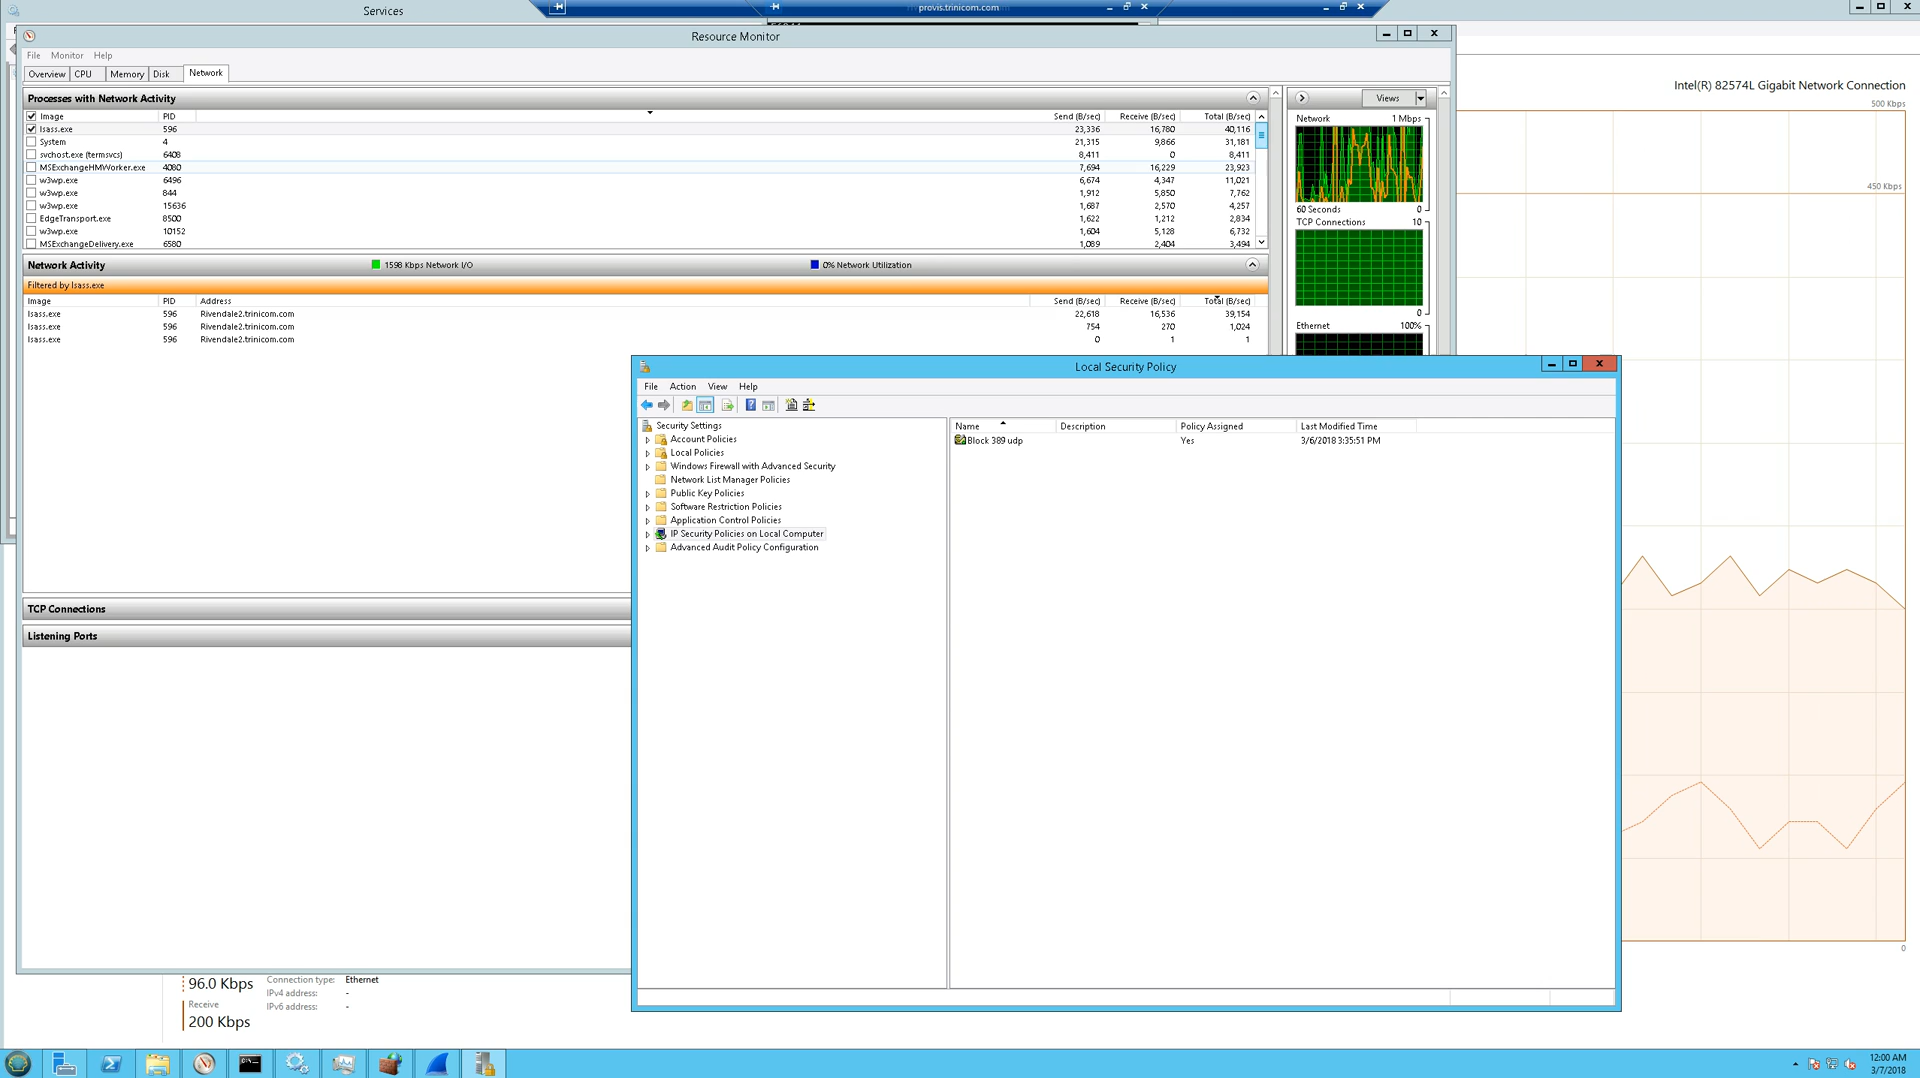 Services
provis.trinicom.com
Resource Monitor
File Monitor Help
Overview CPU Memory Disk Network
Processes with Network Activity
Image PID Send (B/sec) Receive (B/sec) Total (B/sec)
lsass.exe 596 23,336 16,780 40,116
System 4 21,315 9,866 31,181
svchost.exe (termsvcs) 6408 8,411 0 8,411
MSExchangeHMWorker.exe 4080 7,694 16,229 23,923
w3wp.exe 6496 6,674 4,347 11,021
w3wp.exe 844 1,912 5,850 7,762
w3wp.exe 15636 1,687 2,570 4,257
EdgeTransport.exe 8500 1,622 1,212 2,834
w3wp.exe 10152 1,604 5,128 6,732
MSExchangeDelivery.exe 6580 1,089 2,404 3,494
Network Activity 1598 Kbps Network I/O 0% Network Utilization
Filtered by lsass.exe
Image PID Address Send (B/sec) Receive (B/sec) Total (B/sec)
lsass.exe 596 Rivendale2.trinicom.com 22,618 16,536 39,154
lsass.exe 596 Rivendale2.trinicom.com 754 270 1,024
lsass.exe 596 Rivendale2.trinicom.com 0 1 1
TCP Connections
Listening Ports
Views
Network 1 Mbps
60 Seconds 0
TCP Connections 10
0
Ethernet 100%
Intel(R) 82574L Gigabit Network Connection
500 Kbps
450 Kbps
0
Local Security Policy
File Action View Help
Security Settings
Account Policies
Local Policies
Windows Firewall with Advanced Security
Network List Manager Policies
Public Key Policies
Software Restriction Policies
Application Control Policies
IP Security Policies on Local Computer
Advanced Audit Policy Configuration
Name Description Policy Assigned Last Modified Time
Block 389 udp Yes 3/6/2018 3:35:51 PM
96.0 Kbps
Receive
200 Kbps
Connection type: Ethernet
IPv4 address: -
IPv6 address: -
12:00 AM
3/7/2018